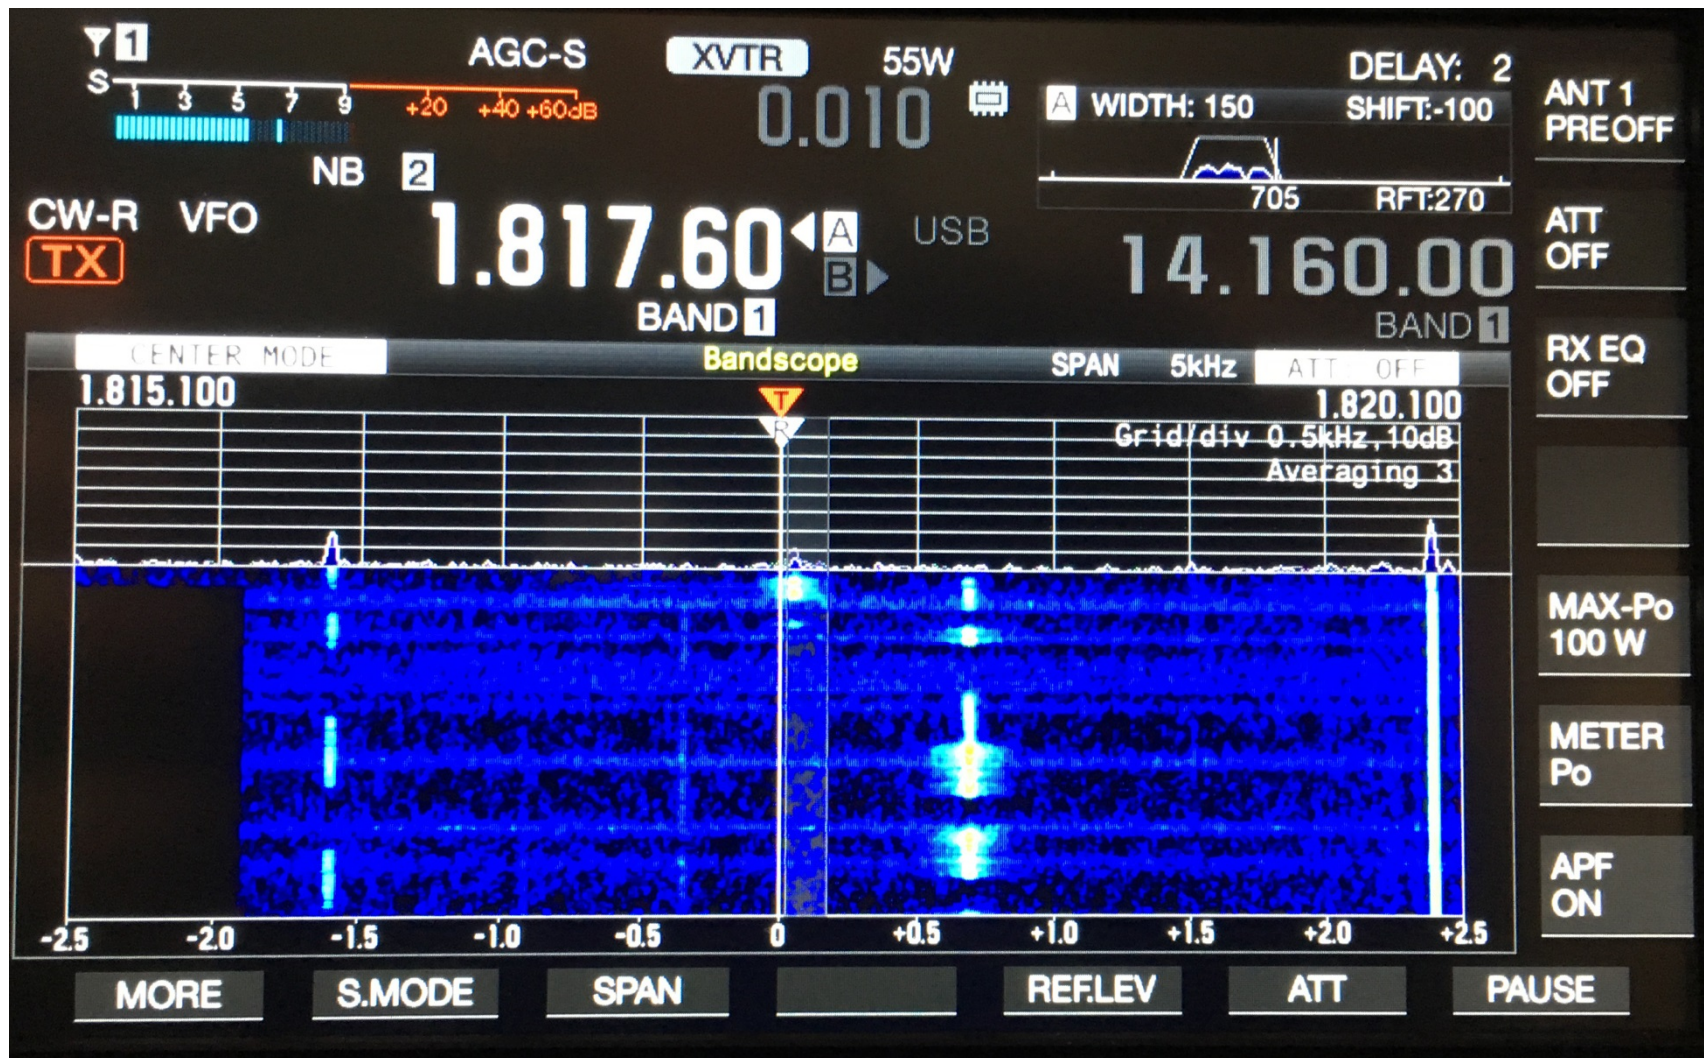 1
AGC-S
XVTR
55W
DELAY: 2
S
1 3 5 7 9 +20 +40 +60dB
0.010
A WIDTH: 150 SHIFT:-100
705 RFT:270
NB 2
CW-R VFO
TX
1.817.60
A
B
BAND 1
USB
14.160.00
BAND 1
CENTER MODE
Bandscope
SPAN 5kHz
ATT: OFF
1.815.100
T
R
1.820.100
Grid/div 0.5kHz,10dB
Averaging 3
-2.5 -2.0 -1.5 -1.0 -0.5 0 +0.5 +1.0 +1.5 +2.0 +2.5
MORE
S.MODE
SPAN
REF.LEV
ATT
PAUSE
ANT 1
PREOFF
ATT
OFF
RX EQ
OFF
MAX-Po
100 W
METER
Po
APF
ON